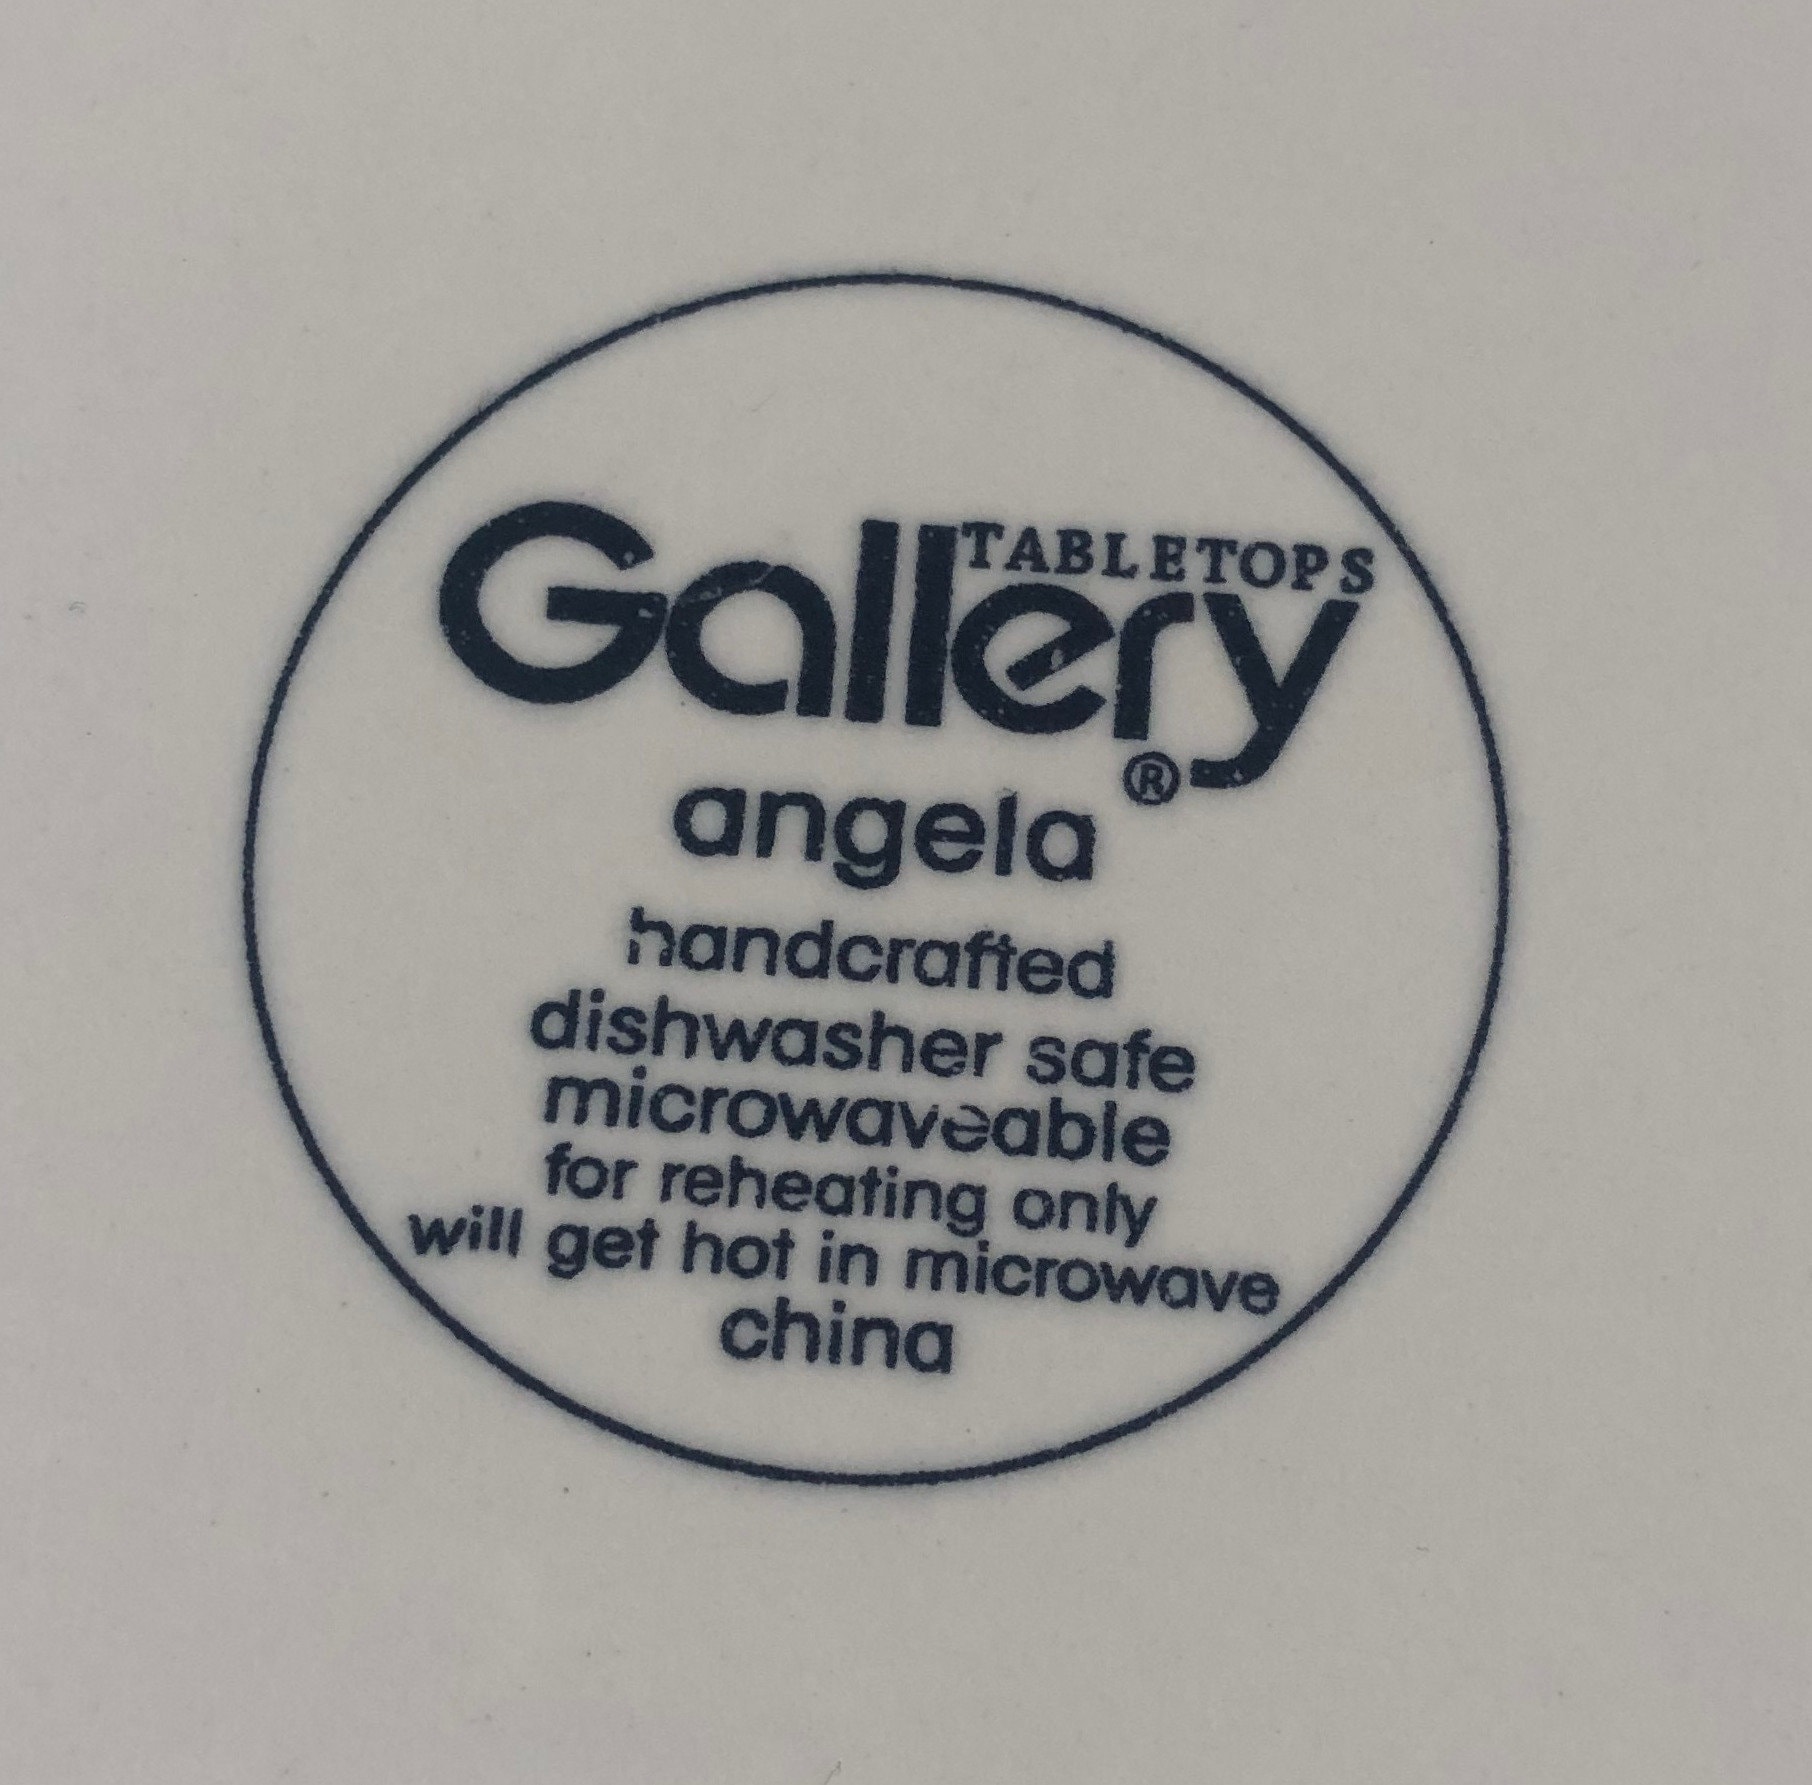 TABLETOPS
Gallery®
angela
handcrafted
dishwasher safe
microwaveable
for reheating only
will get hot in microwave
china